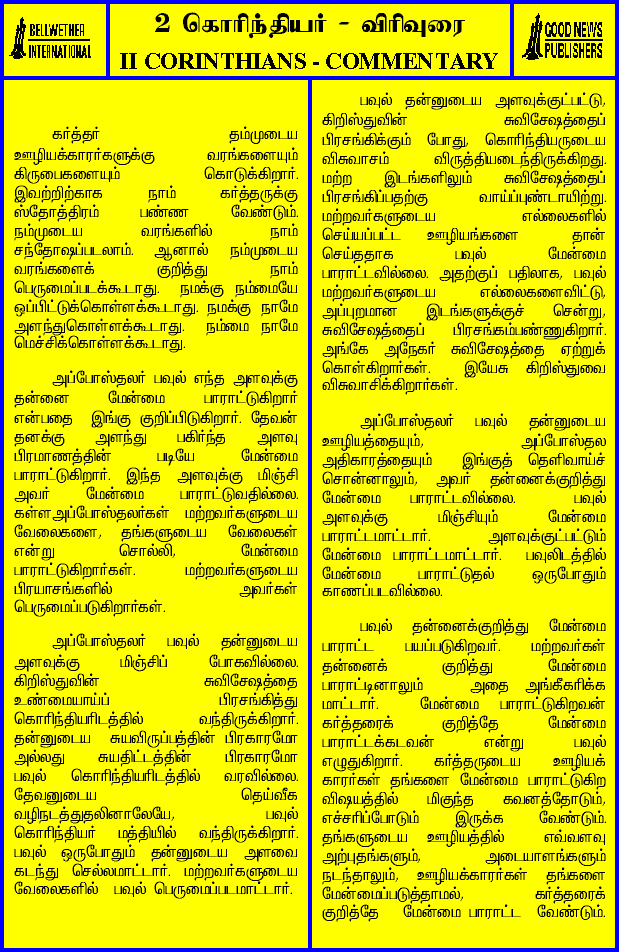 BELLWETHER
INTERNATIONAL
2 கொரிந்தியர் - விரிவுரை
II CORINTHIANS - COMMENTARY
GOOD NEWS
PUBLISHERS
கர்த்தர் தம்முடைய
ஊழியக்காரர்களுக்கு வரங்களையும்
கிருபைகளையும் கொடுக்கிறார்.
இவற்றிற்காக நாம் கர்த்தருக்கு
ஸ்தோத்திரம் பண்ண வேண்டும்.
நம்முடைய வரங்களில் நாம்
சந்தோஷப்படலாம். ஆனால் நம்முடைய
வரங்களைக் குறித்து நாம்
பெருமைப்படக்கூடாது. நமக்கு நம்மையே
ஒப்பிட்டுக்கொள்ளக்கூடாது. நமக்கு நாமே
அளந்துகொள்ளக்கூடாது. நம்மை நாமே
மெச்சிக்கொள்ளக்கூடாது.
அப்போஸ்தலர் பவுல் எந்த அளவுக்கு
தன்னை மேன்மை பாராட்டுகிறார்
என்பதை இங்கு குறிப்பிடுகிறார். தேவன்
தனக்கு அளந்து பகிர்ந்த அளவு
பிரமாணத்தின் படியே மேன்மை
பாராட்டுகிறார். இந்த அளவுக்கு மிஞ்சி
அவர் மேன்மை பாராட்டுவதில்லை.
கள்ளஅப்போஸ்தலர்கள் மற்றவர்களுடைய
வேலைகளை, தங்களுடைய வேலைகள்
என்று சொல்லி, மேன்மை
பாராட்டுகிறார்கள். மற்றவர்களுடைய
பிரயாசங்களில் அவர்கள்
பெருமைப்படுகிறார்கள்.
அப்போஸ்தலர் பவுல் தன்னுடைய
அளவுக்கு மிஞ்சிப் போகவில்லை.
கிறிஸ்துவின் சுவிசேஷத்தை
உண்மையாய்ப் பிரசங்கித்து
கொரிந்தியரிடத்தில் வந்திருக்கிறார்.
தன்னுடைய சுயவிருப்பத்தின் பிரகாரமோ
அல்லது சுயதிட்டத்தின் பிரகாரமோ
பவுல் கொரிந்தியரிடத்தில் வரவில்லை.
தேவனுடைய தெய்வீக
வழிநடத்துதலினாலேயே, பவுல்
கொரிந்தியர் மத்தியில் வந்திருக்கிறார்.
பவுல் ஒருபோதும் தன்னுடைய அளவை
கடந்து செல்லமாட்டார். மற்றவர்களுடைய
வேலைகளில் பவுல் பெருமைப்படமாட்டார்.
பவுல் தன்னுடைய அளவுக்குட்பட்டு,
கிறிஸ்துவின் சுவிசேஷத்தைப்
பிரசங்கிக்கும் போது, கொரிந்தியருடைய
விசுவாசம் விருத்தியடைந்திருக்கிறது.
மற்ற இடங்களிலும் சுவிசேஷத்தைப்
பிரசங்கிப்பதற்கு வாய்ப்புண்டாயிற்று.
மற்றவர்களுடைய எல்லைகளில்
செய்யப்பட்ட ஊழியங்களை தான்
செய்ததாக பவுல் மேன்மை
பாராட்டவில்லை. அதற்குப் பதிலாக, பவுல்
மற்றவர்களுடைய எல்லைகளைவிட்டு,
அப்புறமான இடங்களுக்குச் சென்று,
சுவிசேஷத்தைப் பிரசங்கம்பண்ணுகிறார்.
அங்கே அநேகர் சுவிசேஷத்தை ஏற்றுக்
கொள்கிறார்கள். இயேசு கிறிஸ்துவை
விசுவாசிக்கிறார்கள்.
அப்போஸ்தலர் பவுல் தன்னுடைய
ஊழியத்தையும், அப்போஸ்தல
அதிகாரத்தையும் இங்குத் தெளிவாய்ச்
சொன்னாலும், அவர் தன்னைக்குறித்து
மேன்மை பாராட்டவில்லை. பவுல்
அளவுக்கு மிஞ்சியும் மேன்மை
பாராட்டமாட்டார். அளவுக்குட்பட்டும்
மேன்மை பாராட்டமாட்டார். பவுலிடத்தில்
மேன்மை பாராட்டுதல் ஒருபோதும்
காணப்படவில்லை.
பவுல் தன்னைக்குறித்து மேன்மை
பாராட்ட பயப்படுகிறவர். மற்றவர்கள்
தன்னைக் குறித்து மேன்மை
பாராட்டினாலும் அதை அங்கீகரிக்க
மாட்டார். மேன்மை பாராட்டுகிறவன்
கர்த்தரைக் குறித்தே மேன்மை
பாராட்டக்கடவன் என்று பவுல்
எழுதுகிறார். கர்த்தருடைய ஊழியக்
காரர்கள் தங்களை மேன்மை பாராட்டுகிற
விஷயத்தில் மிகுந்த கவனத்தோடும்,
எச்சரிப்போடும் இருக்க வேண்டும்.
தங்களுடைய ஊழியத்தில் எவ்வளவு
அற்புதங்களும், அடையாளங்களும்
நடந்தாலும், ஊழியக்காரர்கள் தங்களை
மேன்மைப்படுத்தாமல், கர்த்தரைக்
குறித்தே மேன்மை பாராட்ட வேண்டும்.